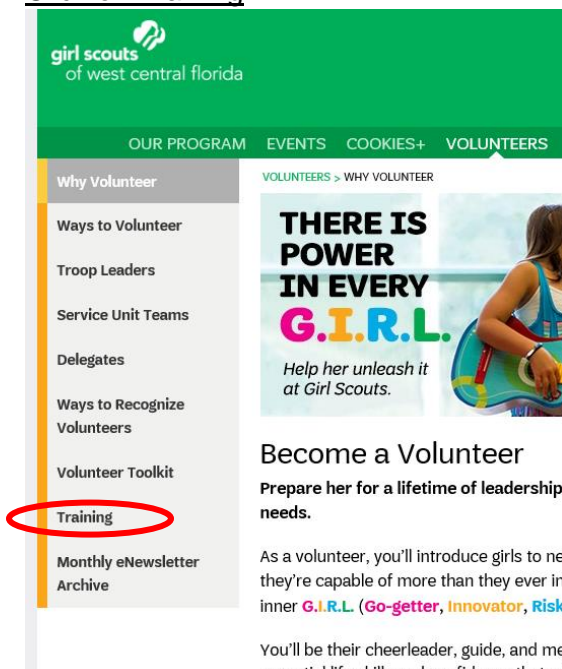 girl scouts
of west central florida
OUR PROGRAM EVENTS COOKIES+ VOLUNTEERS
Why Volunteer
Ways to Volunteer
Troop Leaders
Service Unit Teams
Delegates
Ways to Recognize
Volunteers
Volunteer Toolkit
Training
Monthly eNewsletter
Archive
VOLUNTEERS > WHY VOLUNTEER
THERE IS
POWER
IN EVERY
G.I.R.L.
Help her unleash it
at Girl Scouts.
Become a Volunteer
Prepare her for a lifetime of leadership
needs.
As a volunteer, you'll introduce girls to ne
they're capable of more than they ever in
inner G.I.R.L. (Go-getter, Innovator, Risk
You'll be their cheerleader, guide, and me